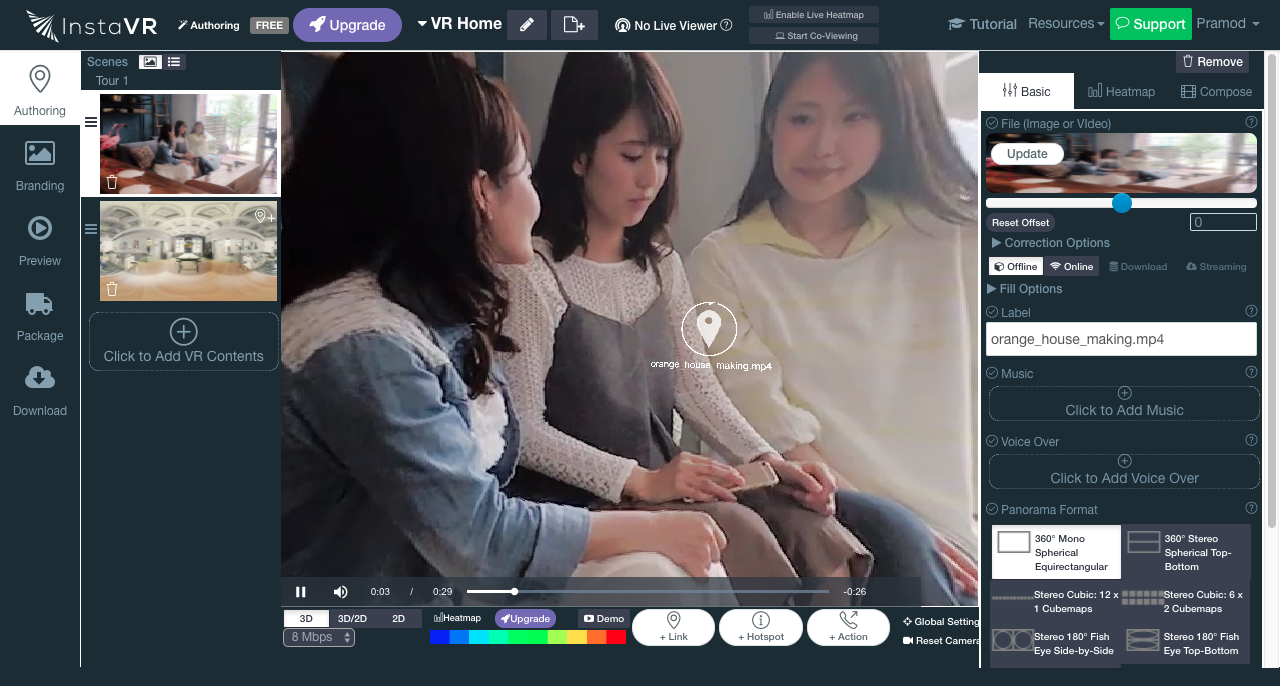 InstaVR
Authoring
FREE
Upgrade
VR Home
No Live Viewer
Enable Live Heatmap
Start Co-Viewing
Tutorial
Resources
Support
Pramod
Authoring
Branding
Preview
Package
Download
Scenes
Tour 1
Click to Add VR Contents
orange_house_making.mp4
0:03 / 0:29
-0:26
3D 3D/2D 2D
8 Mbps
Heatmap
Upgrade
Demo
+ Link
+ Hotspot
+ Action
Global Setting
Reset Camera
Remove
Basic Heatmap Compose
File (Image or VIdeo)
Update
Reset Offset
0
Correction Options
Offline Online Download Streaming
Fill Options
Label
orange_house_making.mp4
Music
Click to Add Music
Voice Over
Click to Add Voice Over
Panorama Format
360° Mono
Spherical
Equirectangular
360° Stereo
Spherical Top-
Bottom
Stereo Cubic: 12 x
1 Cubemaps
Stereo Cubic: 6 x
2 Cubemaps
Stereo 180° Fish
Eye Side-by-Side
Stereo 180° Fish
Eye Top-Bottom